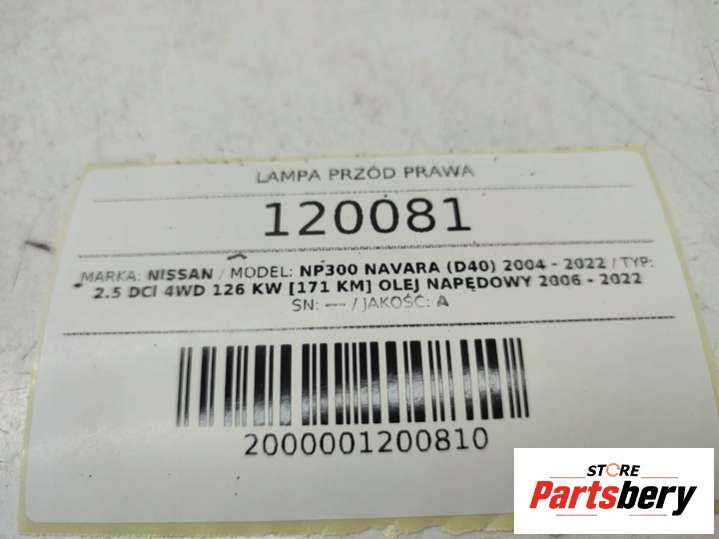 LAMPA PRZÓD PRAWA
120081
MARKA: NISSAN / MODEL: NP300 NAVARA (D40) 2004 - 2022 / TYP:
2.5 DCI 4WD 126 KW [171 KM] OLEJ NAPĘDOWY 2006 - 2022
SN: --- / JAKOŚĆ: A
2000001200810
STORE
Partsbery